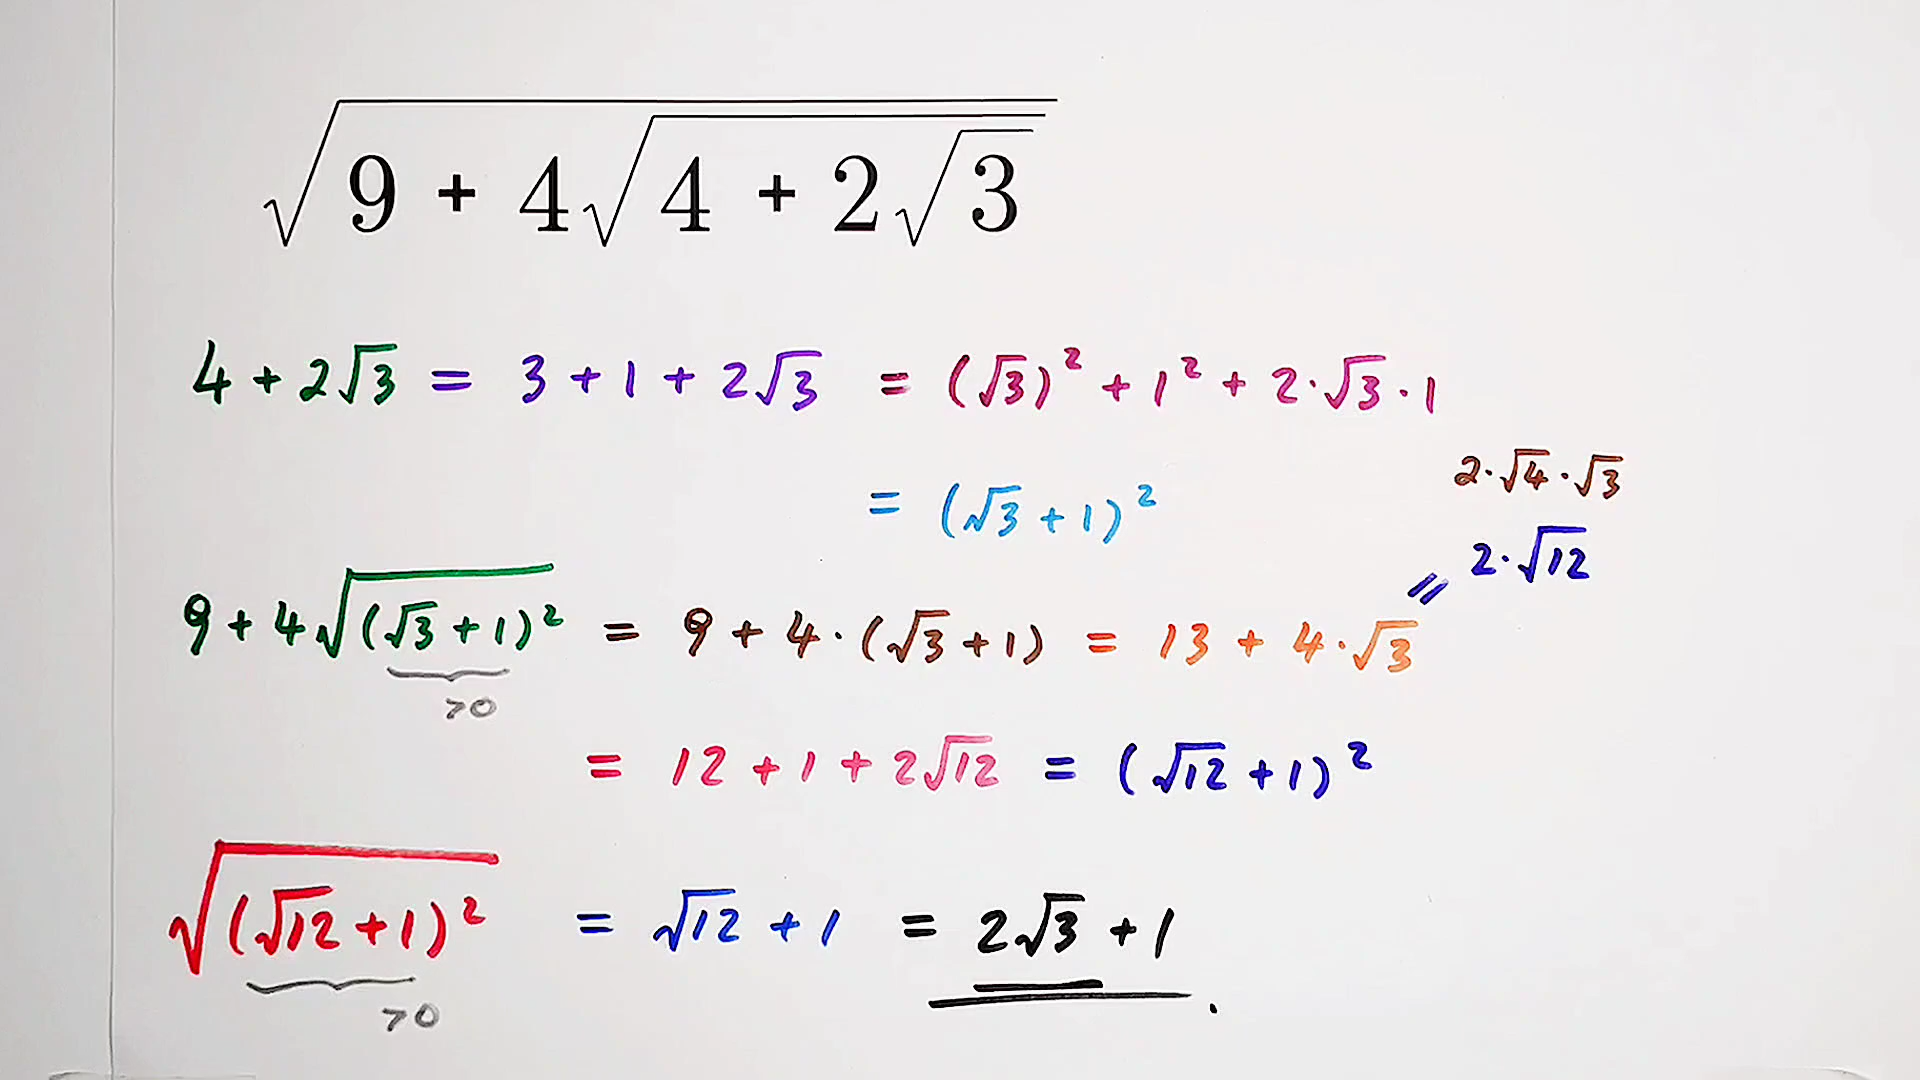 √(9 + 4√(4 + 2√3))
4 + 2√3 = 3 + 1 + 2√3 = (√3)² + 1² + 2·√3·1
= (√3 + 1)²
2·√4·√3
2·√12
9 + 4√((√3 + 1)²) = 9 + 4·(√3 + 1) = 13 + 4·√3 =
>0
= 12 + 1 + 2√12 = (√12 + 1)²
√((√12 + 1)²) = √12 + 1 = 2√3 + 1.
>0